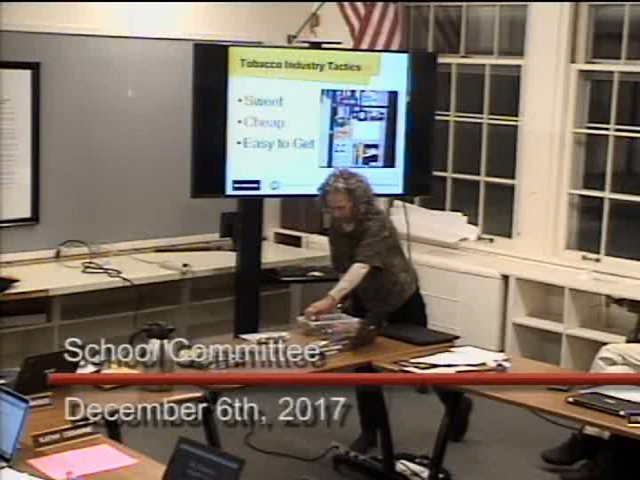 Tobacco Industry Tactics
• Sweet
• Cheap
• Easy to Get
School Committee
December 6th, 2017